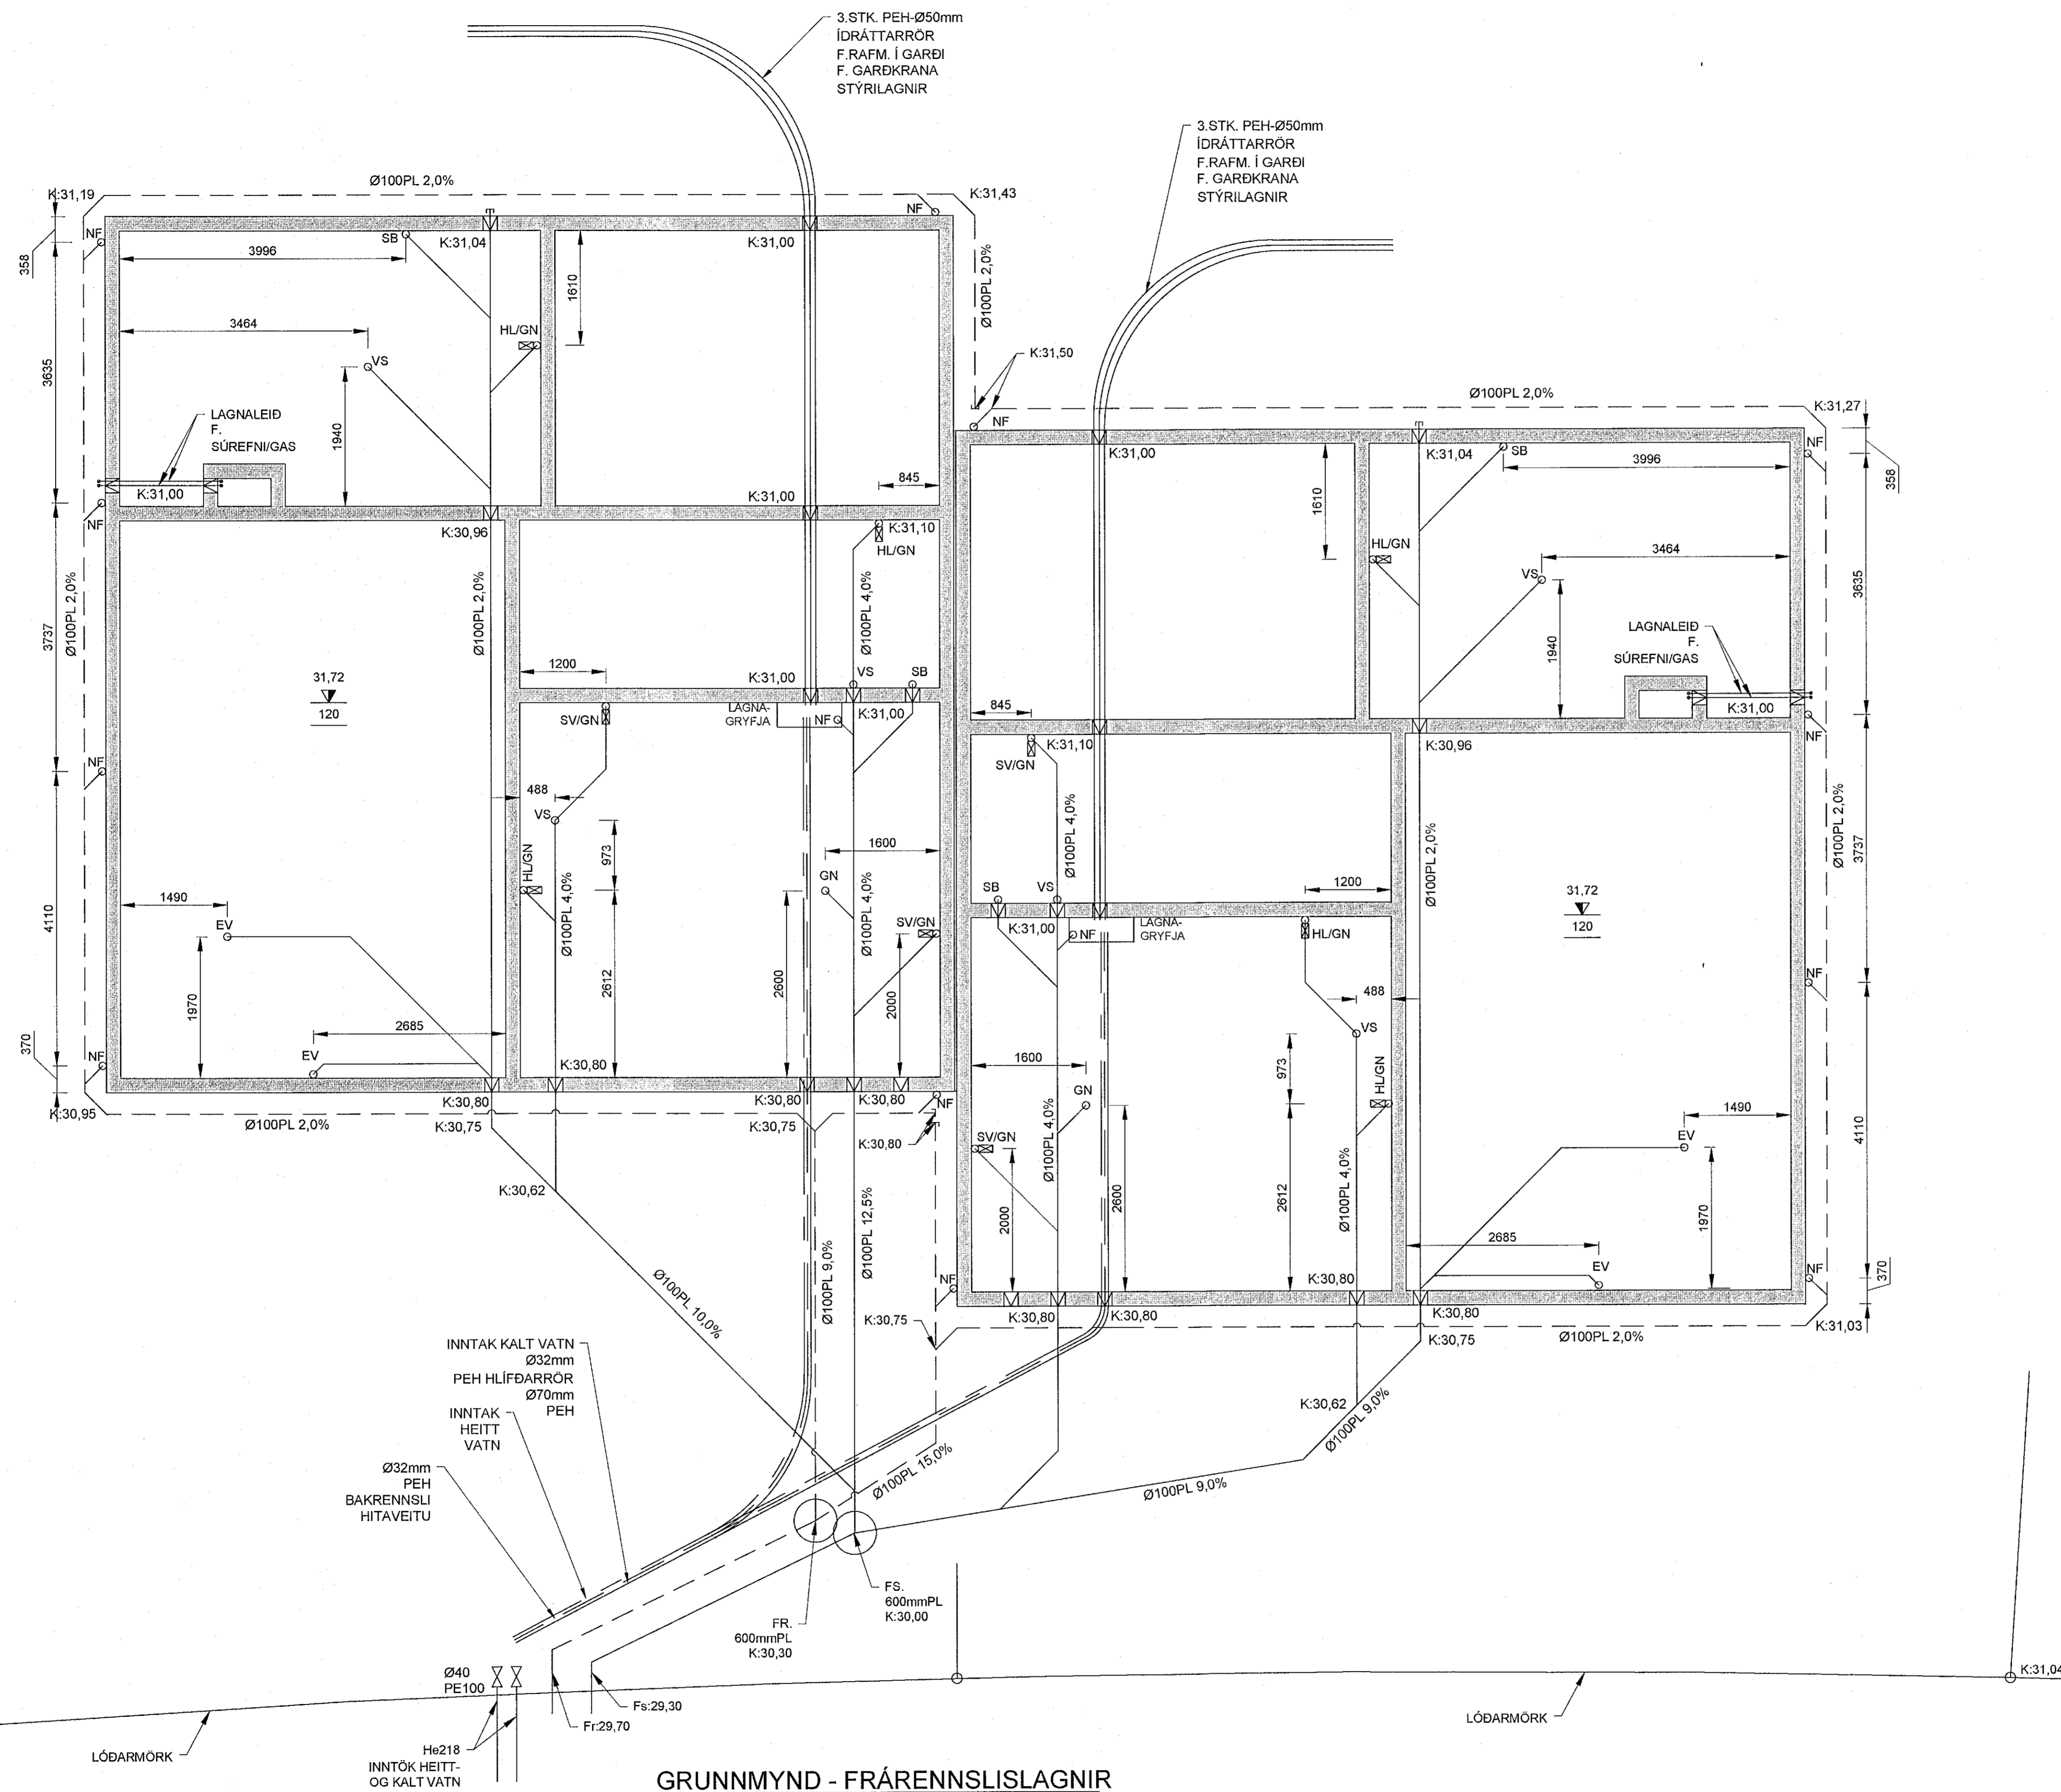 3.STK. PEH-Ø50mm
ÍDRÁTTARRÖR
F.RAFM. Í GARÐI
F. GARÐKRANA
STÝRILAGNIR
3.STK. PEH-Ø50mm
ÍDRÁTTARRÖR
F.RAFM. Í GARÐI
F. GARÐKRANA
STÝRILAGNIR
Ø100PL 2,0%
K:31,19
K:31,43
NF
NF
SB
K:31,04
K:31,00
358
3996
1610
Ø100PL 2,0%
3464
HL/GN
VS
3635
1940
LAGNALEIÐ
F.
SÚREFNI/GAS
K:31,00
K:31,00
845
NF
K:30,96
K:31,10
HL/GN
Ø100PL 2,0%
3737
Ø100PL 2,0%
Ø100PL 4,0%
31,72
120
1200
K:31,00
VS
SB
LAGNA-
GRYFJA
NF
K:31,00
SV/GN
NF
488
VS
973
1600
HL/GN
GN
Ø100PL 4,0%
Ø100PL 4,0%
1490
EV
SV/GN
4110
1970
2612
2600
2000
2685
EV
K:30,80
370
NF
K:30,95
K:30,80
K:30,80
K:30,80
NF
Ø100PL 2,0%
K:30,75
K:30,75
K:30,80
K:30,62
Ø100PL 9,0%
Ø100PL 12,5%
Ø100PL 10,0%
K:31,50
NF
Ø100PL 2,0%
K:31,27
K:31,00
K:31,04
SB
NF
3996
358
1610
HL/GN
3464
VS
3635
1940
LAGNALEIÐ
F.
SÚREFNI/GAS
845
K:31,00
K:31,10
K:30,96
NF
SV/GN
Ø100PL 4,0%
Ø100PL 2,0%
Ø100PL 2,0%
3737
SB
VS
1200
31,72
120
K:31,00
NF
LAGNA-
GRYFJA
HL/GN
NF
488
VS
1600
973
GN
HL/GN
1490
SV/GN
Ø100PL 4,0%
EV
4110
2000
2600
2612
Ø100PL 4,0%
1970
2685
EV
NF
K:30,80
NF
370
K:30,75
K:30,80
K:30,80
K:30,80
K:31,03
K:30,75
Ø100PL 2,0%
K:30,62
Ø100PL 9,0%
Ø100PL 15,0%
Ø100PL 9,0%
INNTAK KALT VATN
Ø32mm
PEH HLÍFÐARRÖR
Ø70mm
PEH
INNTAK
HEITT
VATN
Ø32mm
PEH
BAKRENNSLI
HITAVEITU
FS.
600mmPL
K:30,00
FR.
600mmPL
K:30,30
Ø40
PE100
Fs:29,30
Fr:29,70
K:31,04
LÓÐARMÖRK
LÓÐARMÖRK
He218
INNTÖK HEITT-
OG KALT VATN
GRUNNMYND - FRÁRENNSLISLAGNIR